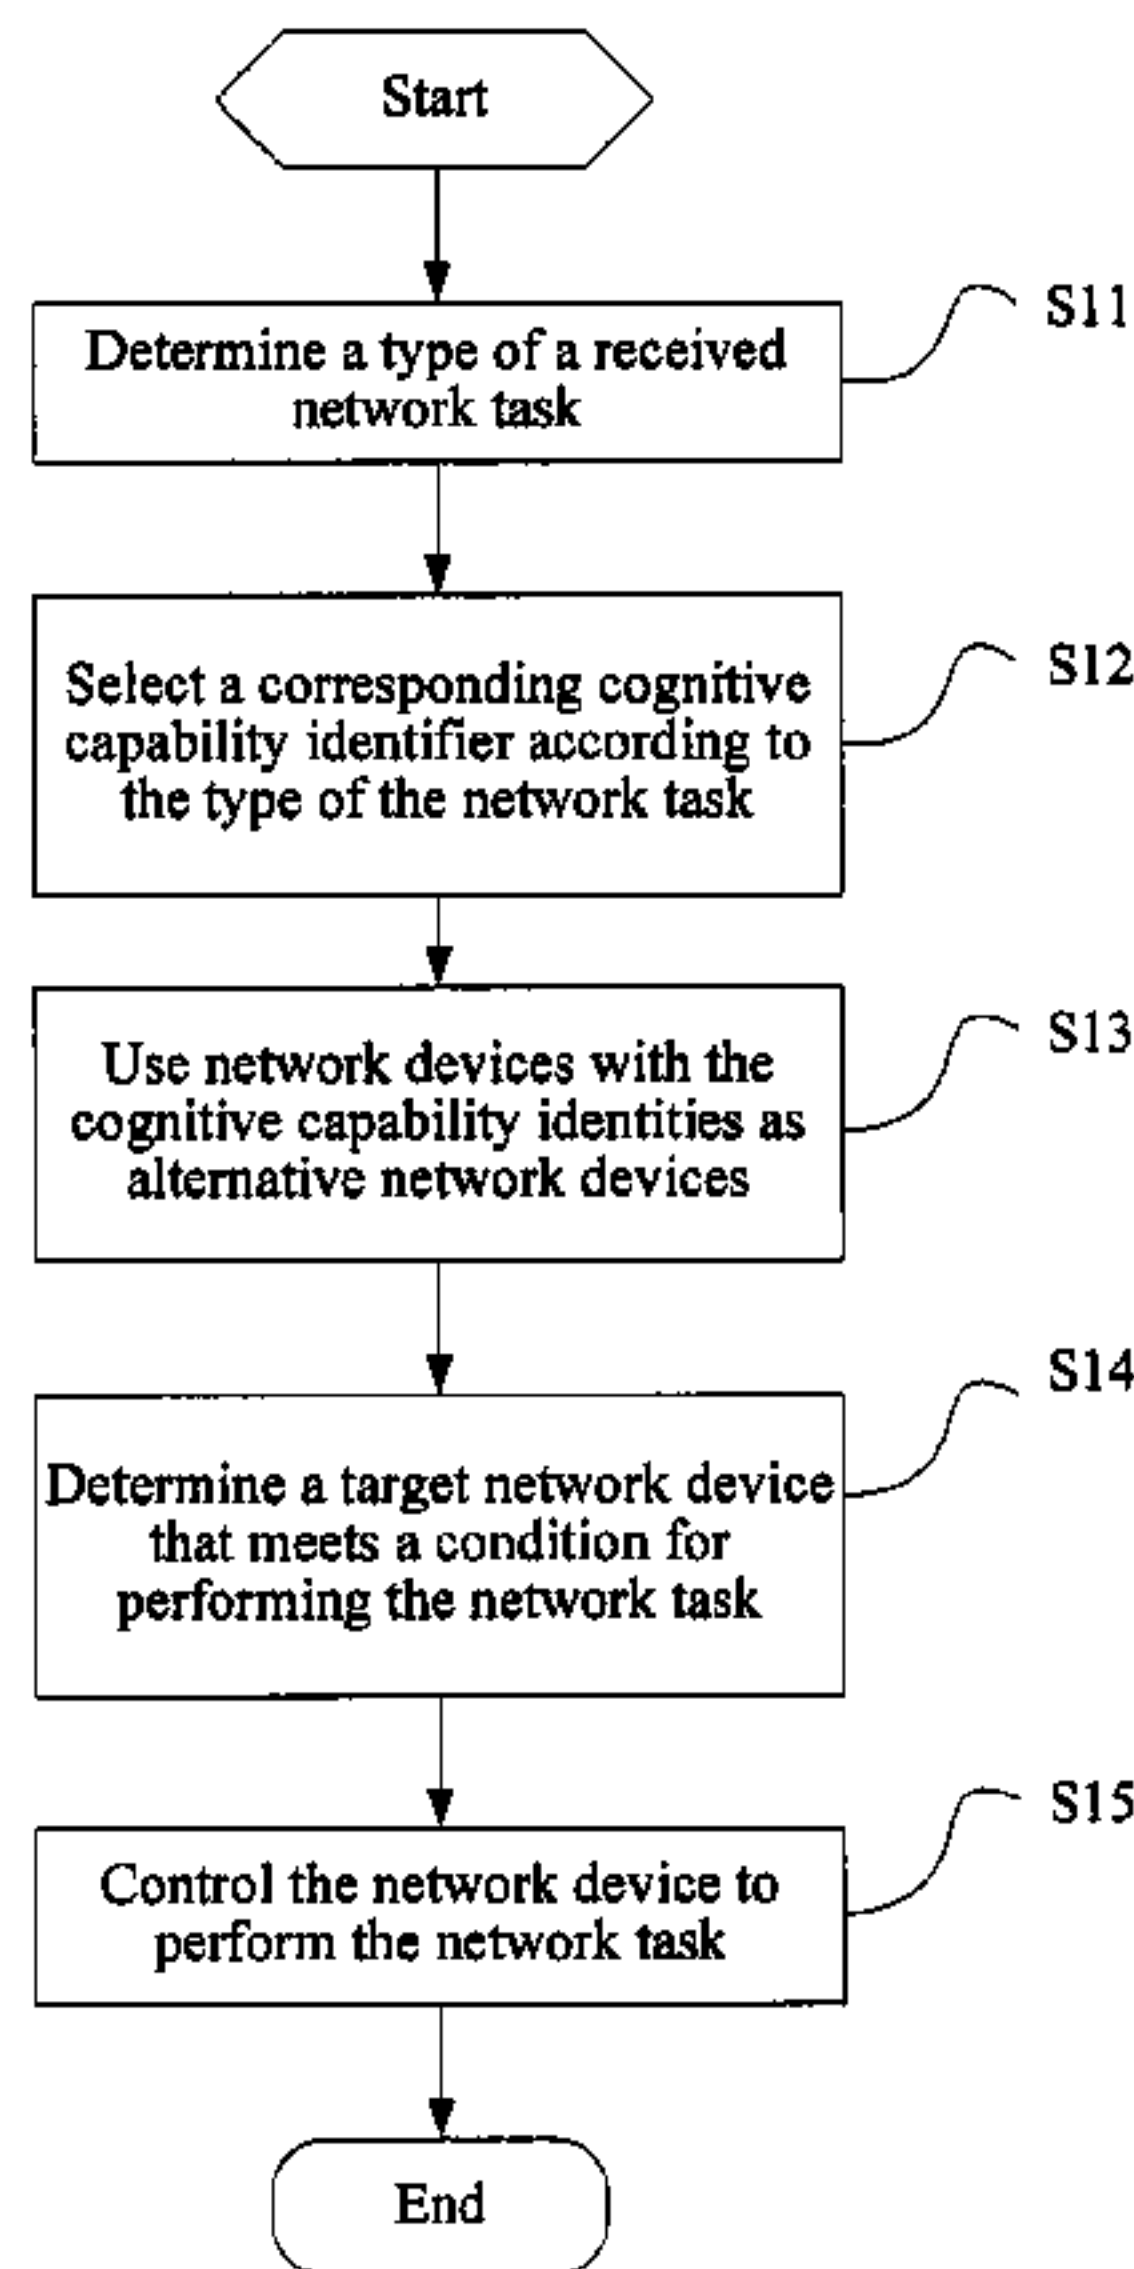 Start
S11
Determine a type of a received
network task
S12
Select a corresponding cognitive
capability identifier according to
the type of the network task
S13
Use network devices with the
cognitive capability identities as
alternative network devices
S14
Determine a target network device
that meets a condition for
performing the network task
S15
Control the network device to
perform the network task
End